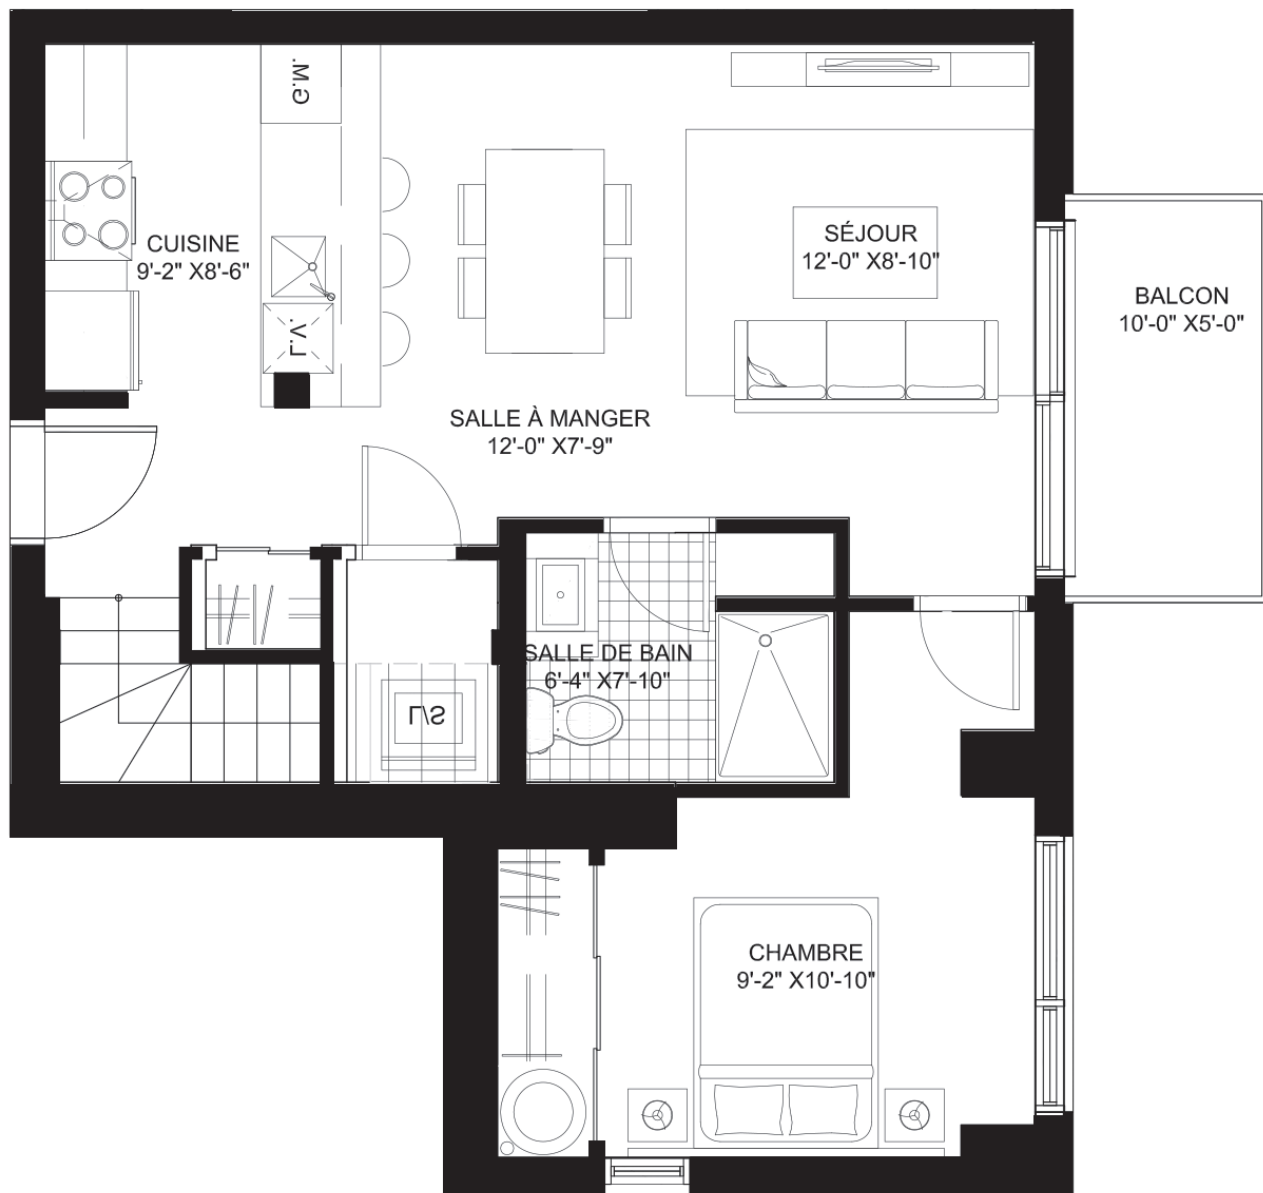 G.M.
CUISINE
9'-2" X8'-6"
L.V.
SÉJOUR
12'-0" X8'-10"
BALCON
10'-0" X5'-0"
SALLE À MANGER
12'-0" X7'-9"
SALLE DE BAIN
6'-4" X7'-10"
L/S
CHAMBRE
9'-2" X10'-10"